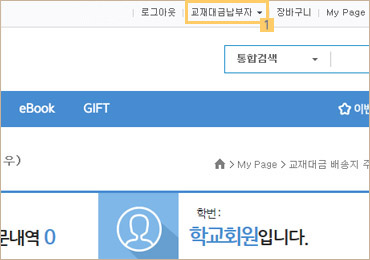 로그아웃 교재대금납부자 장바구니 My Page
1
통합검색
eBook GIFT 이벤
우)
> My Page > 교재대금 배송지 주
학번 :
문내역 0 학교회원입니다.